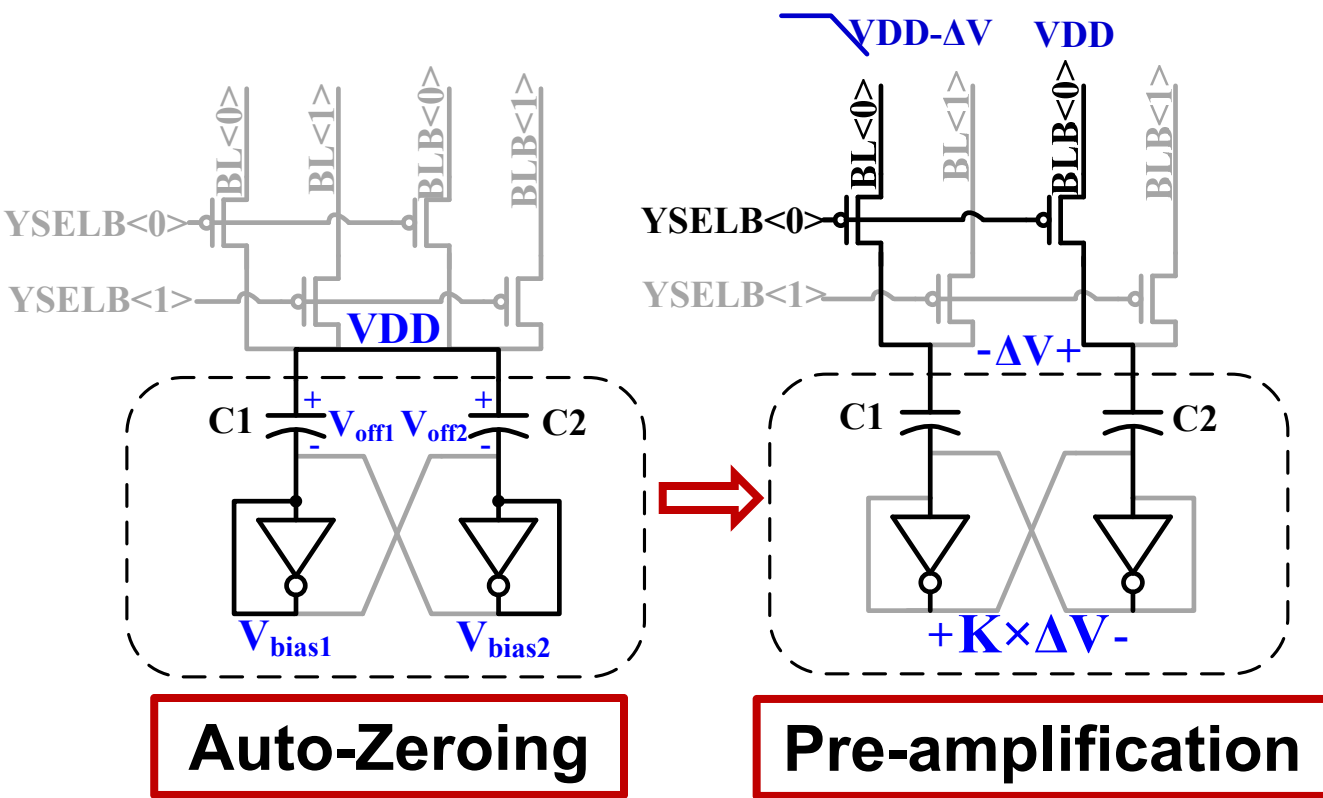 VDD-ΔV VDD
BL<0> BL<1> BLB<0> BLB<1>
BL<0> BL<1> BLB<0> BLB<1>
YSELB<0>
YSELB<0>
YSELB<1>
YSELB<1>
VDD
-ΔV+
C1 + Voff1 - Voff2 + - C2
C1 C2
Vbias1 Vbias2
+K×ΔV-
Auto-Zeroing
Pre-amplification